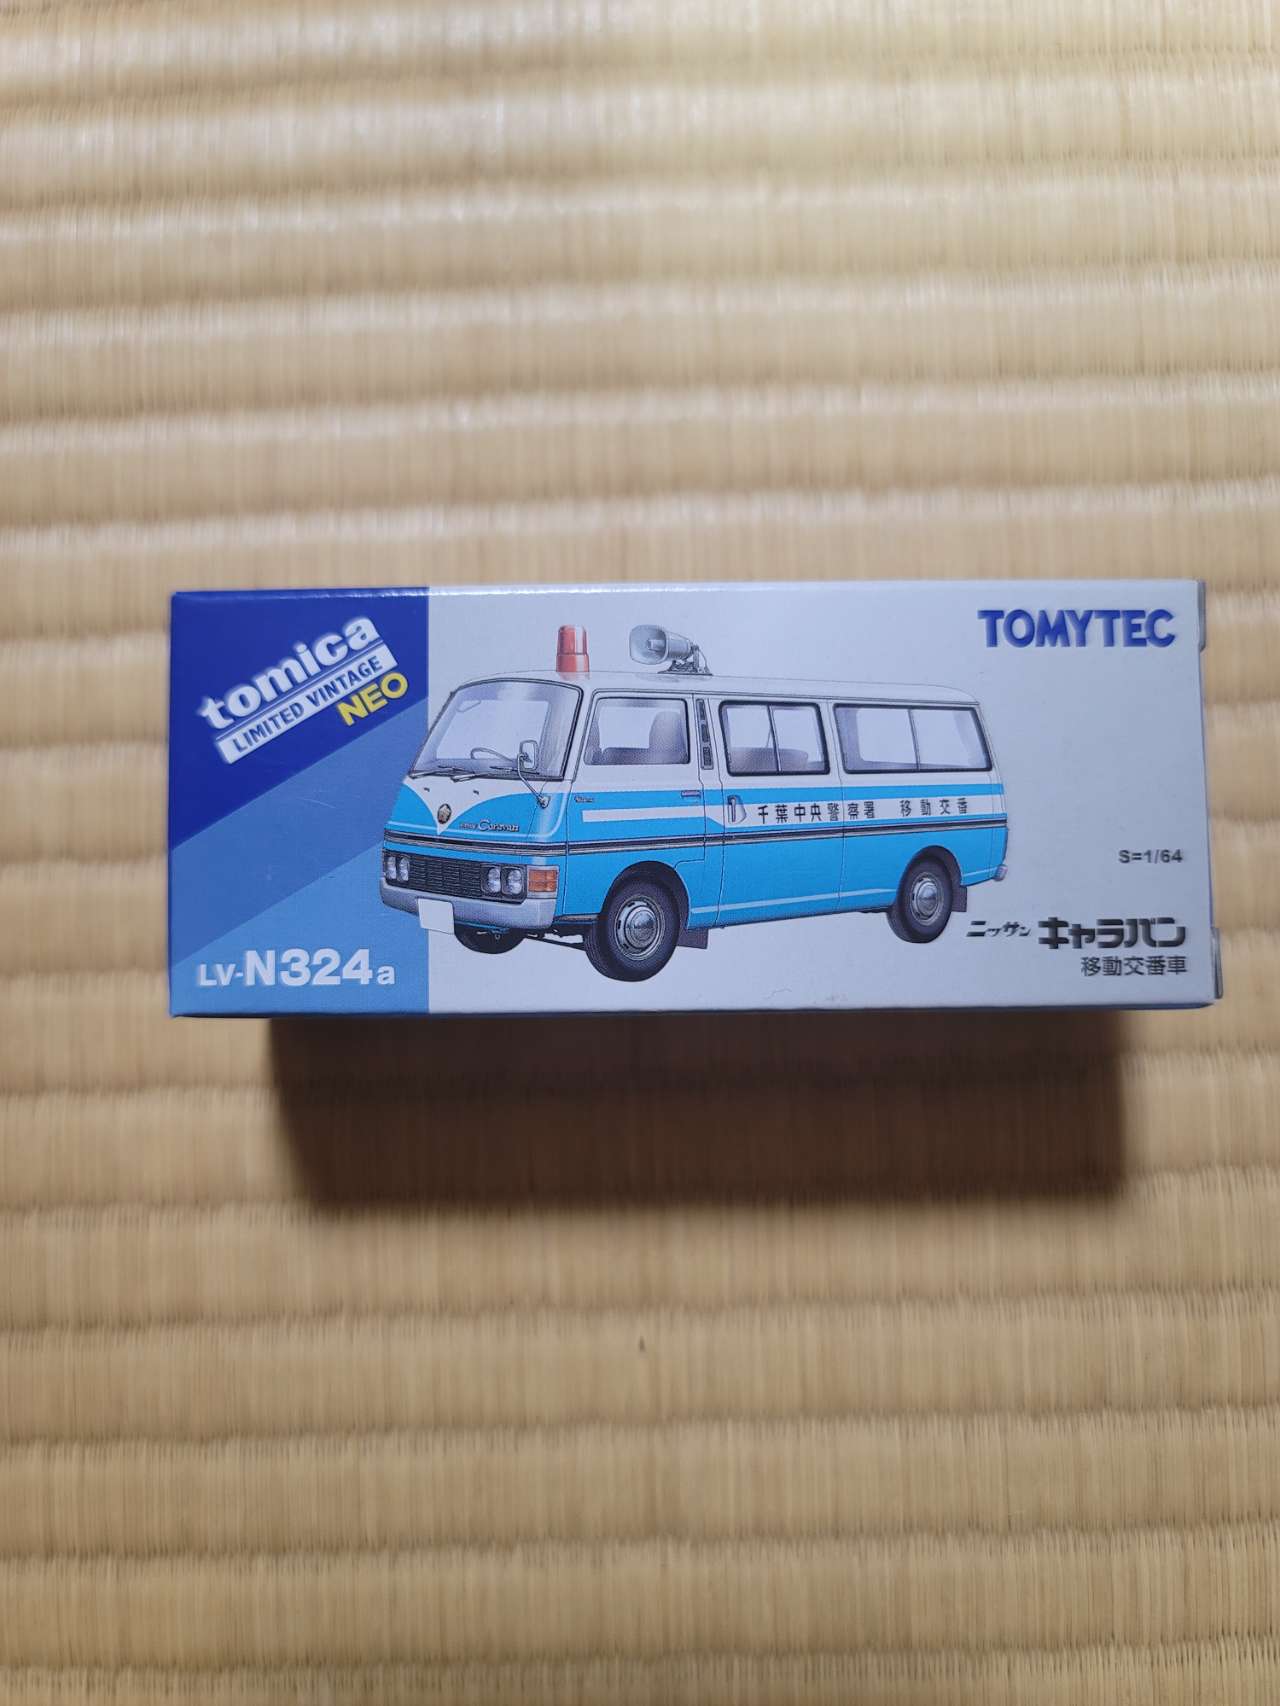 tomica
LIMITED VINTAGE
NEO
TOMYTEC
Caravan
千葉中央警察署 移動交番
S=1/64
LV-N324a
ニッサン キャラバン
移動交番車